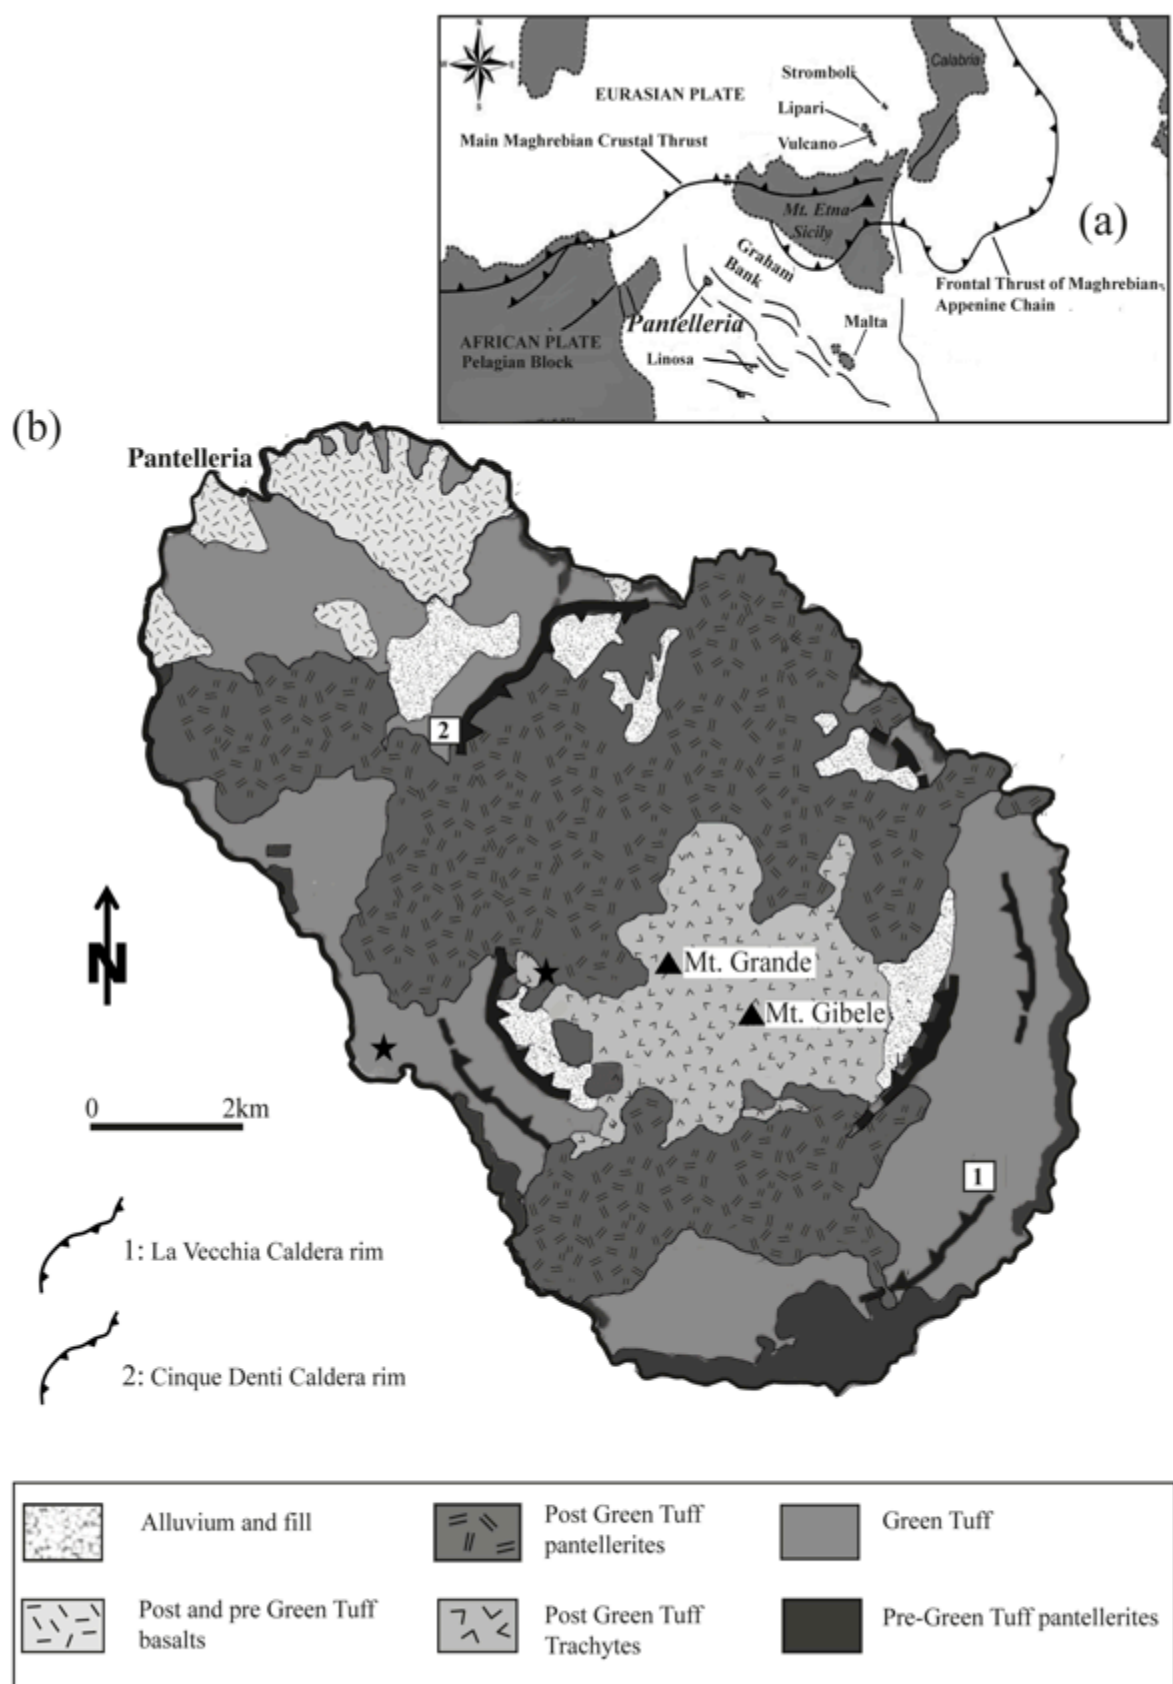 N
S
E
Calabria
Stromboli
EURASIAN PLATE
Lipari
Main Maghrebian Crustal Thrust
Vulcano
Mt. Etna
Sicily
(a)
Graham
Bank
Frontal Thrust of Maghrebian-
Appenine Chain
Pantelleria
Malta
AFRICAN PLATE
Pelagian Block
Linosa
(b)
Pantelleria
2
N
Mt. Grande
Mt. Gibele
0 2km
1
1: La Vecchia Caldera rim
2: Cinque Denti Caldera rim
Alluvium and fill
Post Green Tuff
pantellerites
Green Tuff
Post and pre Green Tuff
basalts
Post Green Tuff
Trachytes
Pre-Green Tuff pantellerites